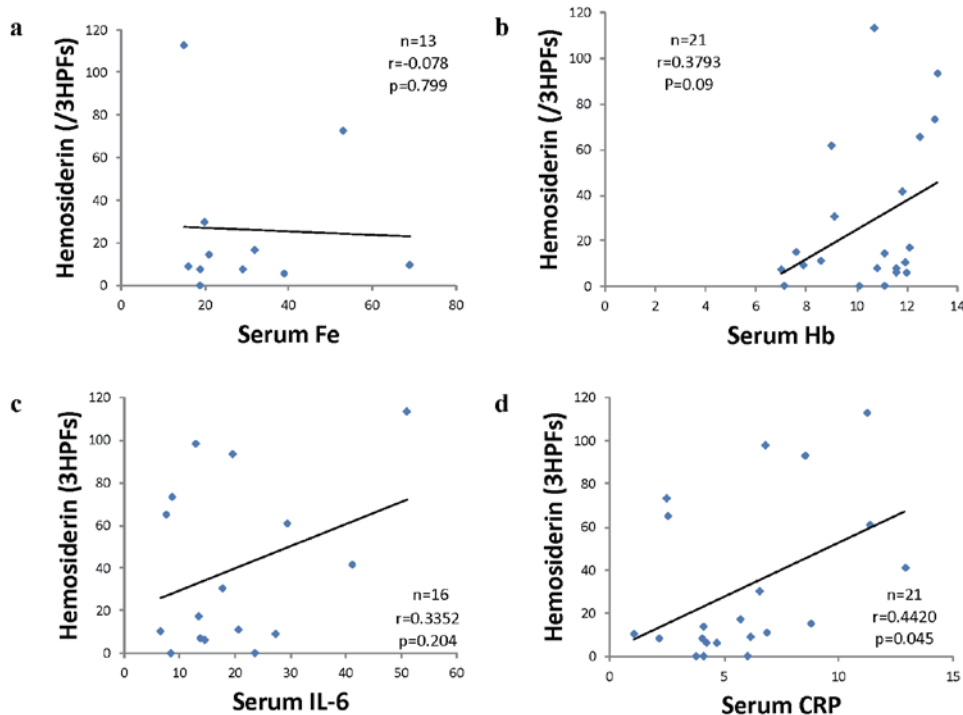 a
Hemosiderin (/3HPFs)
120
100
80
60
40
20
0
n=13
r=-0.078
p=0.799
0 20 40 60 80
Serum Fe
b
Hemosiderin (/3HPFs)
120
100
80
60
40
20
0
n=21
r=0.3793
P=0.09
0 2 4 6 8 10 12 14
Serum Hb
c
Hemosiderin (3HPFs)
120
100
80
60
40
20
0
n=16
r=0.3352
p=0.204
0 10 20 30 40 50 60
Serum IL-6
d
Hemosiderin (3HPFs)
120
100
80
60
40
20
0
n=21
r=0.4420
p=0.045
0 5 10 15
Serum CRP